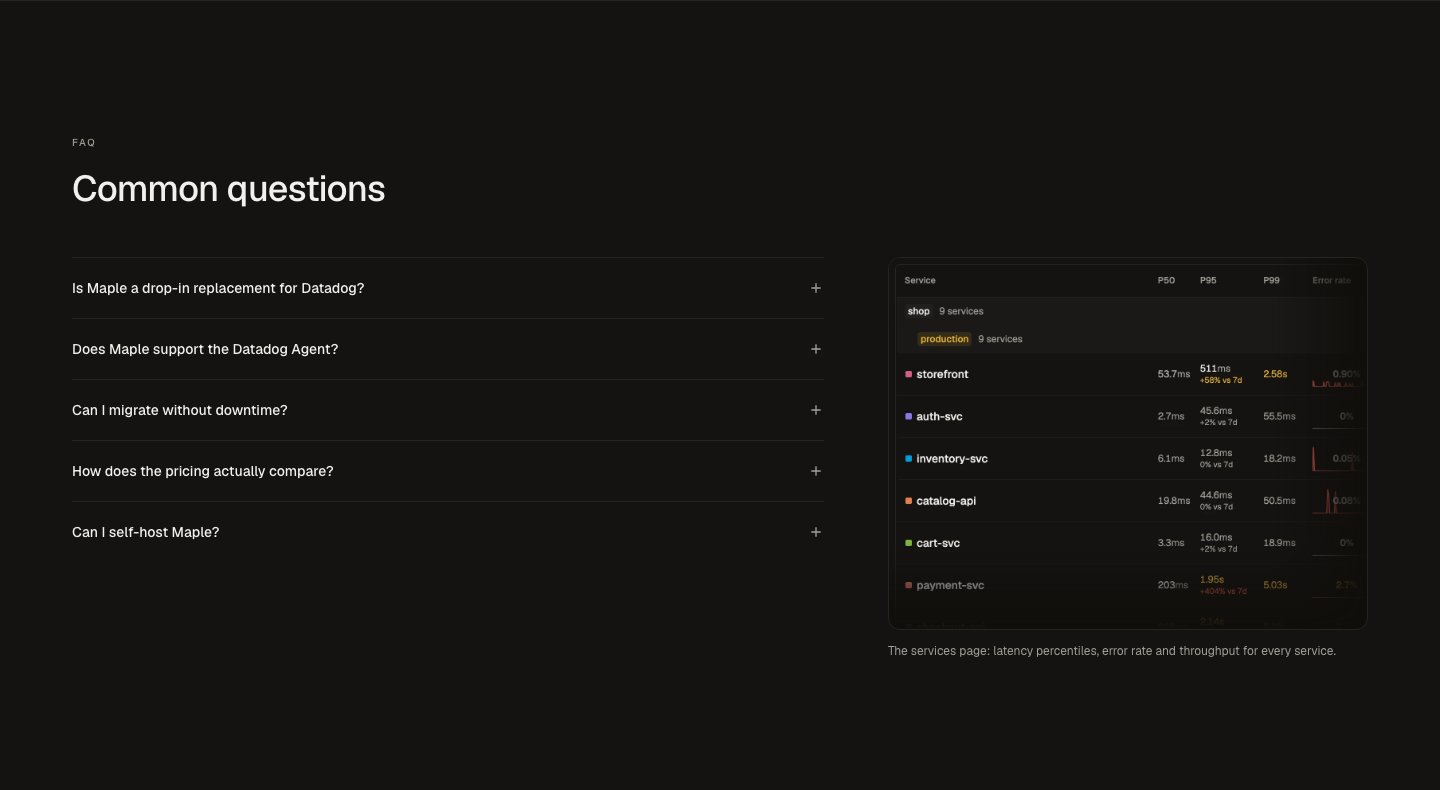 FAQ
Common questions
Is Maple a drop-in replacement for Datadog?
Does Maple support the Datadog Agent?
Can I migrate without downtime?
How does the pricing actually compare?
Can I self-host Maple?
Service P50 P95 P99 Error rate
shop 9 services
production 9 services
storefront 53.7ms 511ms 2.58s 0.90%
+58% vs 7d
auth-svc 2.7ms 45.6ms 55.5ms 0%
+2% vs 7d
inventory-svc 6.1ms 12.8ms 18.2ms 0.05%
0% vs 7d
catalog-api 19.8ms 44.6ms 50.5ms 0.08%
0% vs 7d
cart-svc 3.3ms 16.0ms 18.9ms 0%
+2% vs 7d
payment-svc 203ms 1.95s 5.03s 2.7%
+404% vs 7d
2.14s
The services page: latency percentiles, error rate and throughput for every service.